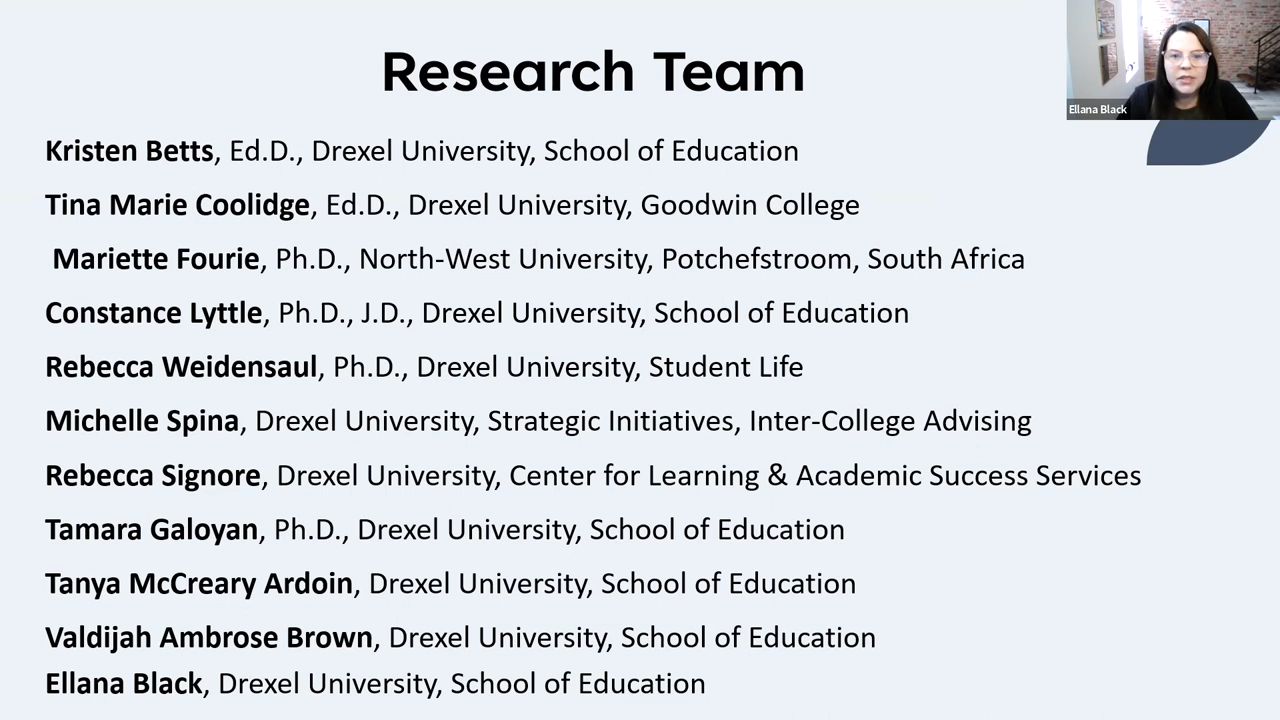 Research Team
Ellana Black
Kristen Betts, Ed.D., Drexel University, School of Education
Tina Marie Coolidge, Ed.D., Drexel University, Goodwin College
Mariette Fourie, Ph.D., North-West University, Potchefstroom, South Africa
Constance Lyttle, Ph.D., J.D., Drexel University, School of Education
Rebecca Weidensaul, Ph.D., Drexel University, Student Life
Michelle Spina, Drexel University, Strategic Initiatives, Inter-College Advising
Rebecca Signore, Drexel University, Center for Learning & Academic Success Services
Tamara Galoyan, Ph.D., Drexel University, School of Education
Tanya McCreary Ardoin, Drexel University, School of Education
Valdijah Ambrose Brown, Drexel University, School of Education
Ellana Black, Drexel University, School of Education